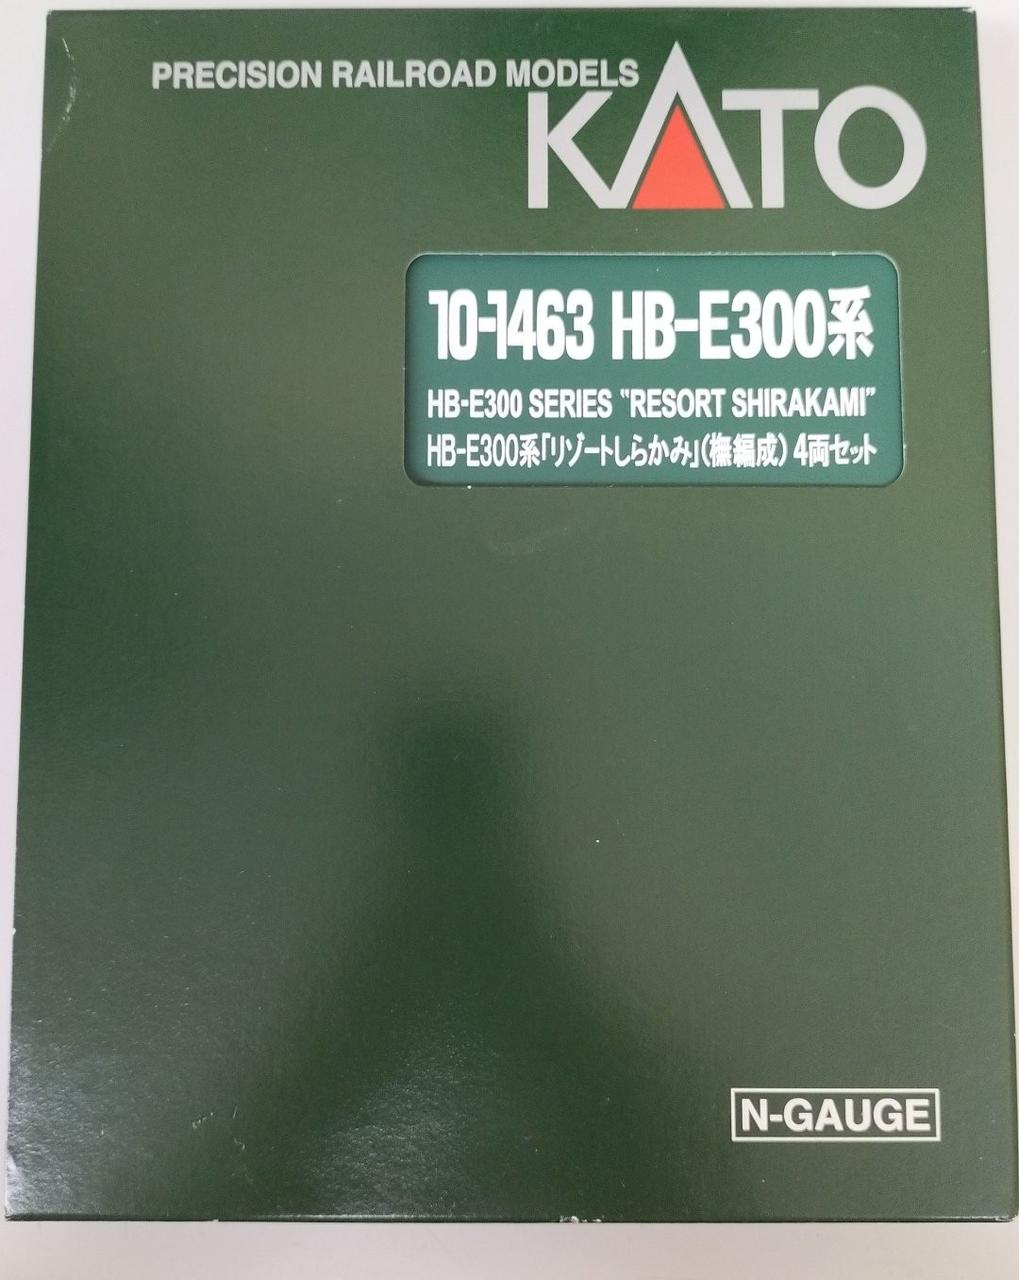 PRECISION RAILROAD MODELS
KATO
10-1463 HB-E300系
HB-E300 SERIES "RESORT SHIRAKAMI"
HB-E300系「リゾートしらかみ」(橅編成) 4両セット
N-GAUGE